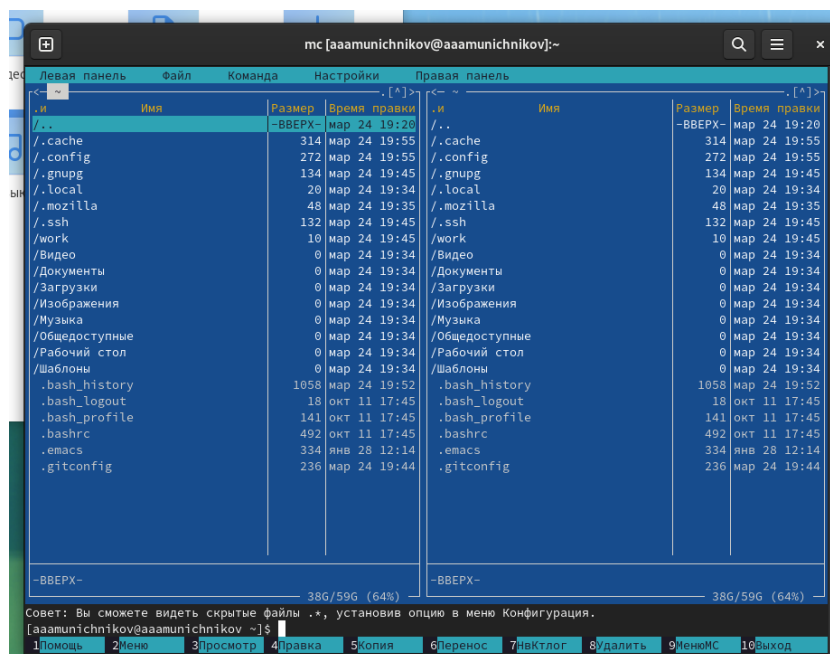 mc [aaamunichnikov@aaamunichnikov]:~
Левая панель Файл Команда Настройки Правая панель
<— ~ .[^]> <— ~ .[^]>
.и Имя Размер Время правки .и Имя Размер Время правки
/.. -ВВЕРХ- мар 24 19:20 /.. -ВВЕРХ- мар 24 19:20
/.cache 314 мар 24 19:55 /.cache 314 мар 24 19:55
/.config 272 мар 24 19:55 /.config 272 мар 24 19:55
/.gnupg 134 мар 24 19:45 /.gnupg 134 мар 24 19:45
/.local 20 мар 24 19:34 /.local 20 мар 24 19:34
/.mozilla 48 мар 24 19:35 /.mozilla 48 мар 24 19:35
/.ssh 132 мар 24 19:45 /.ssh 132 мар 24 19:45
/work 10 мар 24 19:45 /work 10 мар 24 19:45
/Видео 0 мар 24 19:34 /Видео 0 мар 24 19:34
/Документы 0 мар 24 19:34 /Документы 0 мар 24 19:34
/Загрузки 0 мар 24 19:34 /Загрузки 0 мар 24 19:34
/Изображения 0 мар 24 19:34 /Изображения 0 мар 24 19:34
/Музыка 0 мар 24 19:34 /Музыка 0 мар 24 19:34
/Общедоступные 0 мар 24 19:34 /Общедоступные 0 мар 24 19:34
/Рабочий стол 0 мар 24 19:34 /Рабочий стол 0 мар 24 19:34
/Шаблоны 0 мар 24 19:34 /Шаблоны 0 мар 24 19:34
.bash_history 1058 мар 24 19:52 .bash_history 1058 мар 24 19:52
.bash_logout 18 окт 11 17:45 .bash_logout 18 окт 11 17:45
.bash_profile 141 окт 11 17:45 .bash_profile 141 окт 11 17:45
.bashrc 492 окт 11 17:45 .bashrc 492 окт 11 17:45
.emacs 334 янв 28 12:14 .emacs 334 янв 28 12:14
.gitconfig 236 мар 24 19:44 .gitconfig 236 мар 24 19:44
-ВВЕРХ- -ВВЕРХ-
38G/59G (64%) 38G/59G (64%)
Совет: Вы сможете видеть скрытые файлы .*, установив опцию в меню Конфигурация.
[aaamunichnikov@aaamunichnikov ~]$
1Помощь 2Меню 3Просмотр 4Правка 5Копия 6Перенос 7НвКтлог 8Удалить 9МенюМС 10Выход